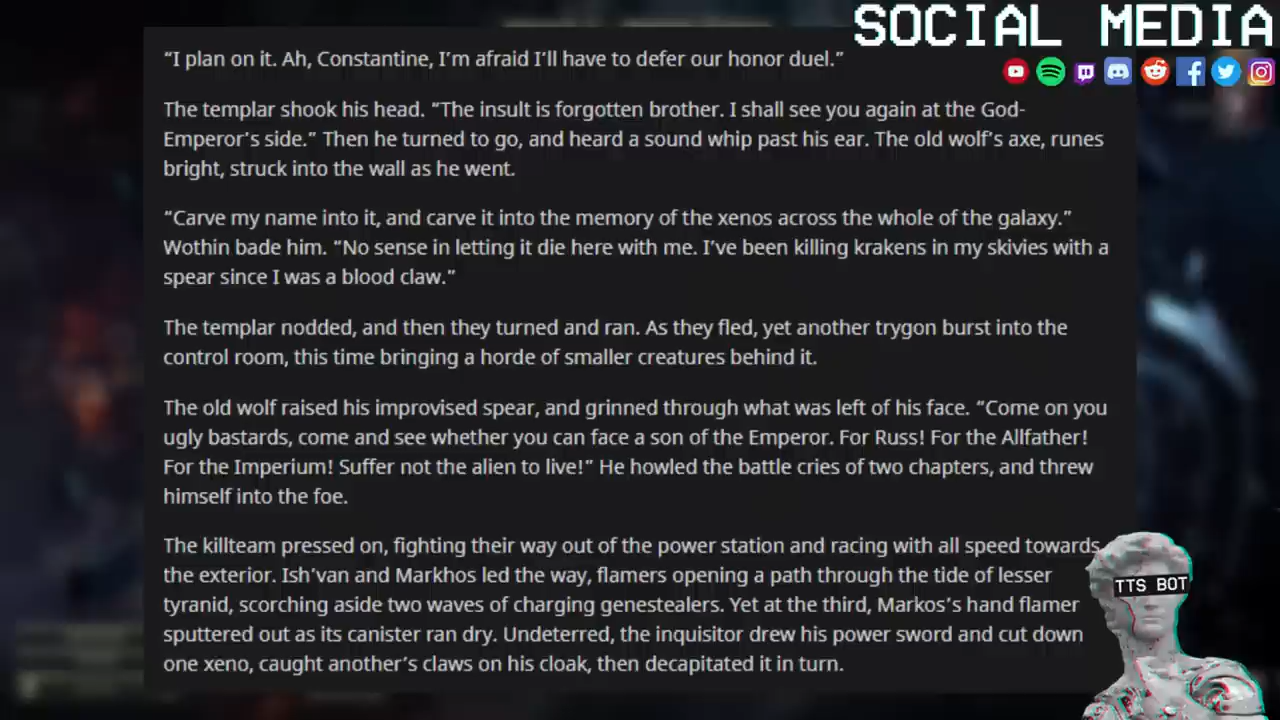 SOCIAL MEDIA
“I plan on it. Ah, Constantine, I’m afraid I’ll have to defer our honor duel.”
The templar shook his head. “The insult is forgotten brother. I shall see you again at the God-
Emperor’s side.” Then he turned to go, and heard a sound whip past his ear. The old wolf’s axe, runes
bright, struck into the wall as he went.
“Carve my name into it, and carve it into the memory of the xenos across the whole of the galaxy.”
Wothin bade him. “No sense in letting it die here with me. I’ve been killing krakens in my skivies with a
spear since I was a blood claw.”
The templar nodded, and then they turned and ran. As they fled, yet another trygon burst into the
control room, this time bringing a horde of smaller creatures behind it.
The old wolf raised his improvised spear, and grinned through what was left of his face. “Come on you
ugly bastards, come and see whether you can face a son of the Emperor. For Russ! For the Allfather!
For the Imperium! Suffer not the alien to live!” He howled the battle cries of two chapters, and threw
himself into the foe.
The killteam pressed on, fighting their way out of the power station and racing with all speed towards
the exterior. Ish’van and Markhos led the way, flamers opening a path through the tide of lesser
tyranid, scorching aside two waves of charging genestealers. Yet at the third, Markos’s hand flamer
sputtered out as its canister ran dry. Undeterred, the inquisitor drew his power sword and cut down
one xeno, caught another’s claws on his cloak, then decapitated it in turn.
TTS BOT